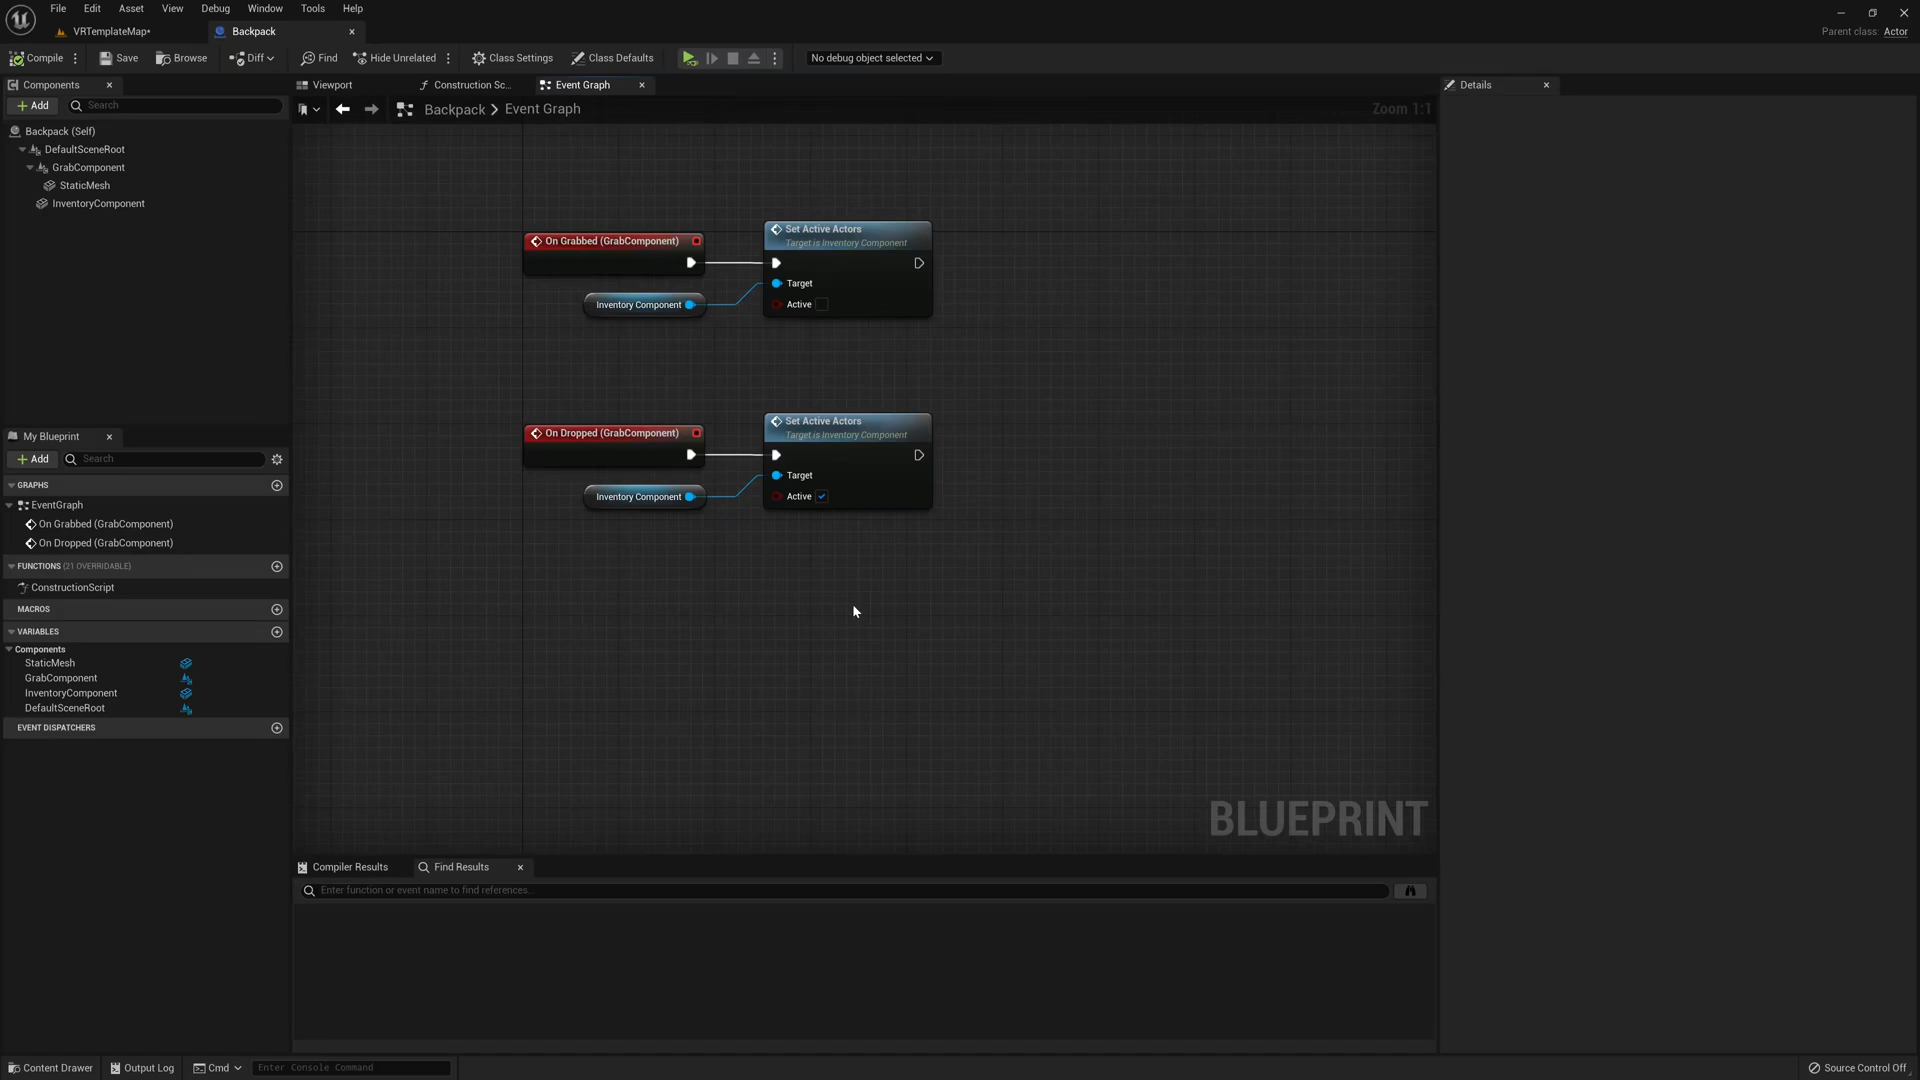 File Edit Asset View Debug Window Tools Help
VRTemplateMap*
Backpack
Parent class: Actor
Compile
Save
Browse
Diff
Find
Hide Unrelated
Class Settings
Class Defaults
No debug object selected
Components
Add
Search
Backpack (Self)
DefaultSceneRoot
GrabComponent
StaticMesh
InventoryComponent
Viewport
Construction Sc...
Event Graph
Backpack
Event Graph
Zoom 1:1
On Grabbed (GrabComponent)
Set Active Actors
Target is Inventory Component
Target
Inventory Component
Active
On Dropped (GrabComponent)
Set Active Actors
Target is Inventory Component
Target
Inventory Component
Active
BLUEPRINT
Details
My Blueprint
Add
Search
GRAPHS
EventGraph
On Grabbed (GrabComponent)
On Dropped (GrabComponent)
FUNCTIONS (21 OVERRIDABLE)
ConstructionScript
MACROS
VARIABLES
Components
StaticMesh
GrabComponent
InventoryComponent
DefaultSceneRoot
EVENT DISPATCHERS
Compiler Results
Find Results
Enter function or event name to find references...
Content Drawer
Output Log
Cmd
Enter Console Command
Source Control Off